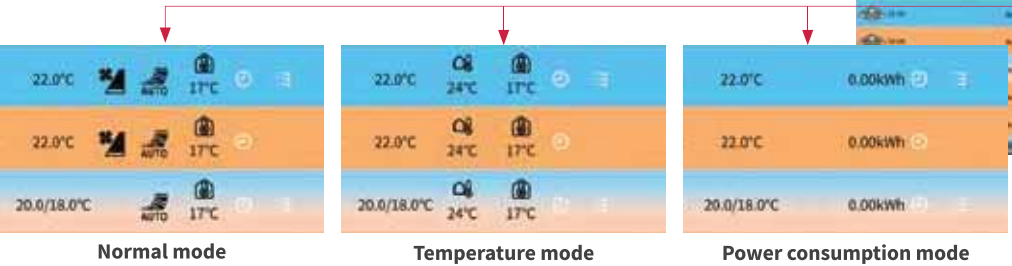 22.0°C AUTO 17°C
22.0°C AUTO 17°C
20.0/18.0°C AUTO 17°C
Normal mode
22.0°C 24°C 17°C
22.0°C 24°C 17°C
20.0/18.0°C 24°C 17°C
Temperature mode
22.0°C 0.00kWh
22.0°C 0.00kWh
20.0/18.0°C 0.00kWh
Power consumption mode